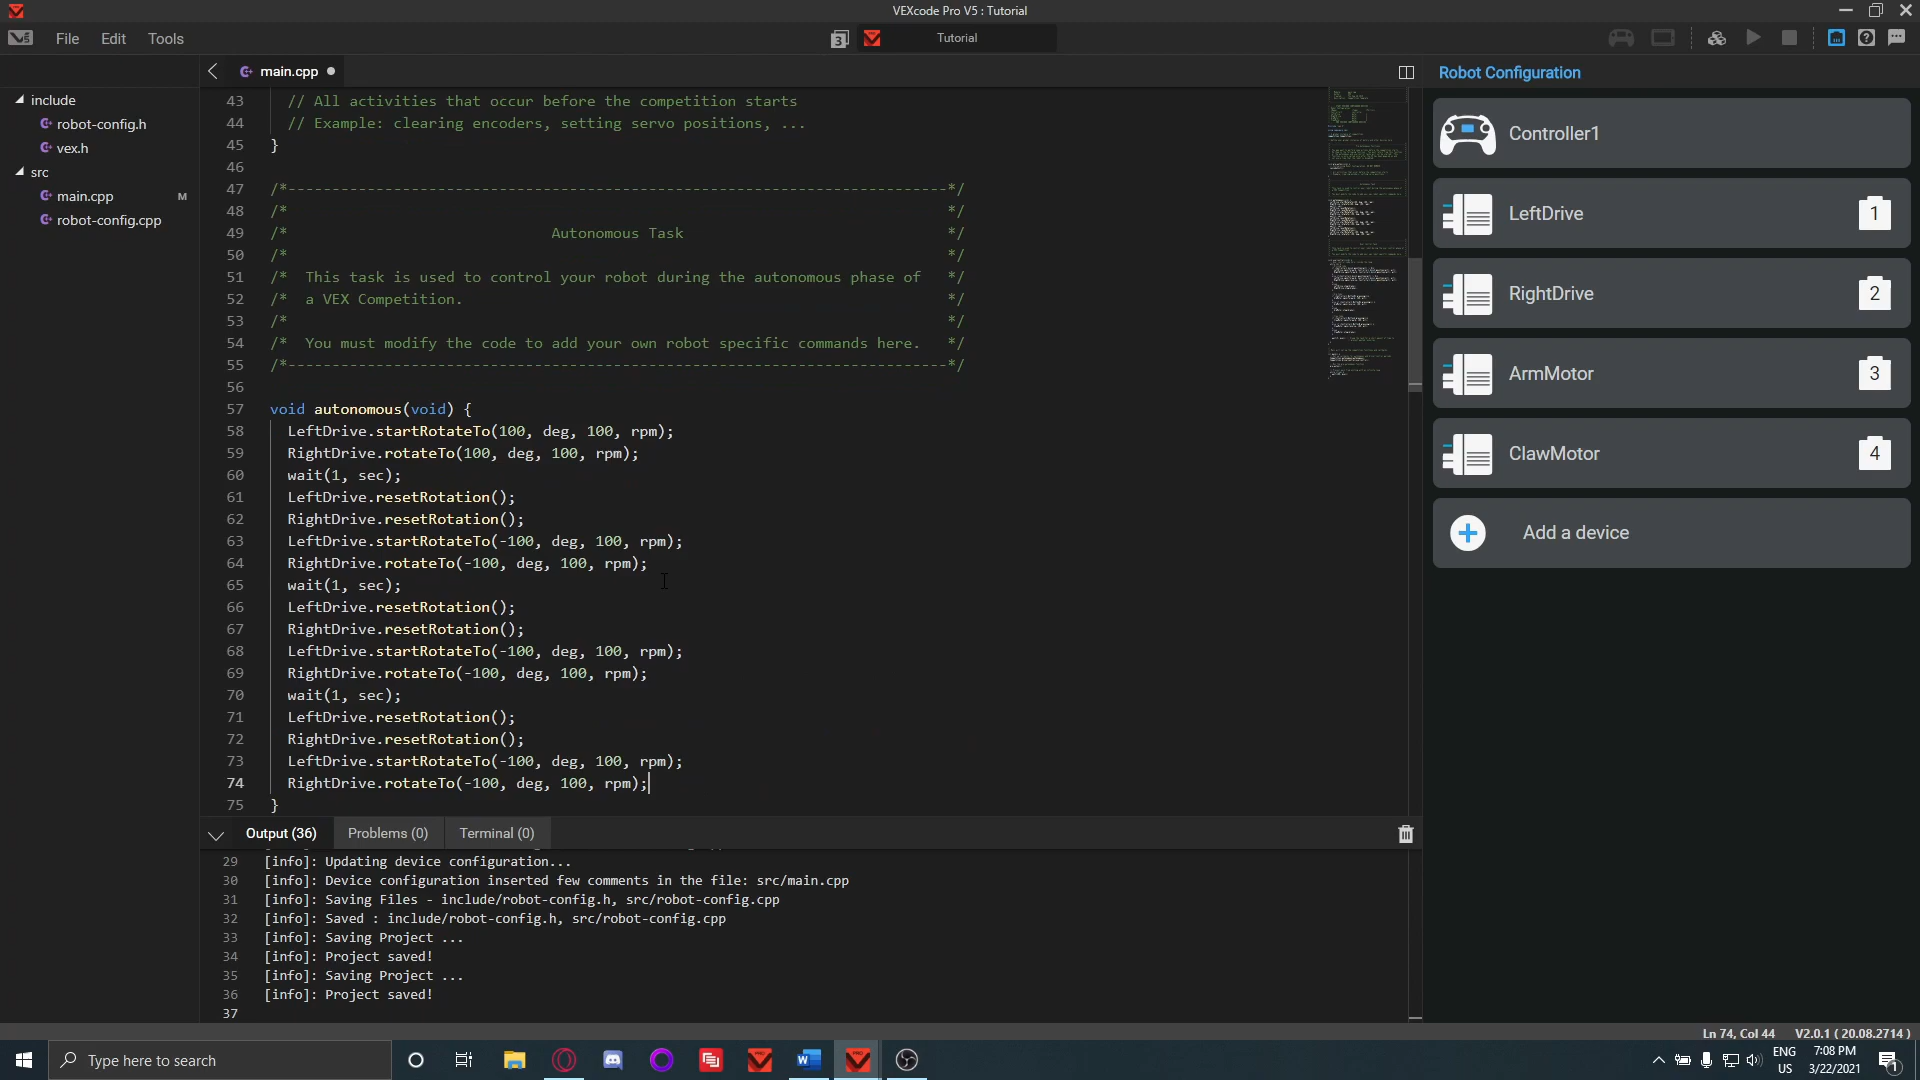 VEXcode Pro V5 : Tutorial
File Edit Tools
3 Tutorial
main.cpp
Robot Configuration
include
robot-config.h
vex.h
src
main.cpp M
robot-config.cpp
43 // All activities that occur before the competition starts
44 // Example: clearing encoders, setting servo positions, ...
45 }
46
47 /*---------------------------------------------------------------------------*/
48 /* */
49 /* Autonomous Task */
50 /* */
51 /* This task is used to control your robot during the autonomous phase of */
52 /* a VEX Competition. */
53 /* */
54 /* You must modify the code to add your own robot specific commands here. */
55 /*---------------------------------------------------------------------------*/
56
57 void autonomous(void) {
58 LeftDrive.startRotateTo(100, deg, 100, rpm);
59 RightDrive.rotateTo(100, deg, 100, rpm);
60 wait(1, sec);
61 LeftDrive.resetRotation();
62 RightDrive.resetRotation();
63 LeftDrive.startRotateTo(-100, deg, 100, rpm);
64 RightDrive.rotateTo(-100, deg, 100, rpm);
65 wait(1, sec);
66 LeftDrive.resetRotation();
67 RightDrive.resetRotation();
68 LeftDrive.startRotateTo(-100, deg, 100, rpm);
69 RightDrive.rotateTo(-100, deg, 100, rpm);
70 wait(1, sec);
71 LeftDrive.resetRotation();
72 RightDrive.resetRotation();
73 LeftDrive.startRotateTo(-100, deg, 100, rpm);
74 RightDrive.rotateTo(-100, deg, 100, rpm);
75 }
Controller1
LeftDrive 1
RightDrive 2
ArmMotor 3
ClawMotor 4
Add a device
Output (36) Problems (0) Terminal (0)
29 [info]: Updating device configuration...
30 [info]: Device configuration inserted few comments in the file: src/main.cpp
31 [info]: Saving Files - include/robot-config.h, src/robot-config.cpp
32 [info]: Saved : include/robot-config.h, src/robot-config.cpp
33 [info]: Saving Project ...
34 [info]: Project saved!
35 [info]: Saving Project ...
36 [info]: Project saved!
37
Ln 74, Col 44 V2.0.1 ( 20.08.2714 )
Type here to search
ENG
US
7:08 PM
3/22/2021
1